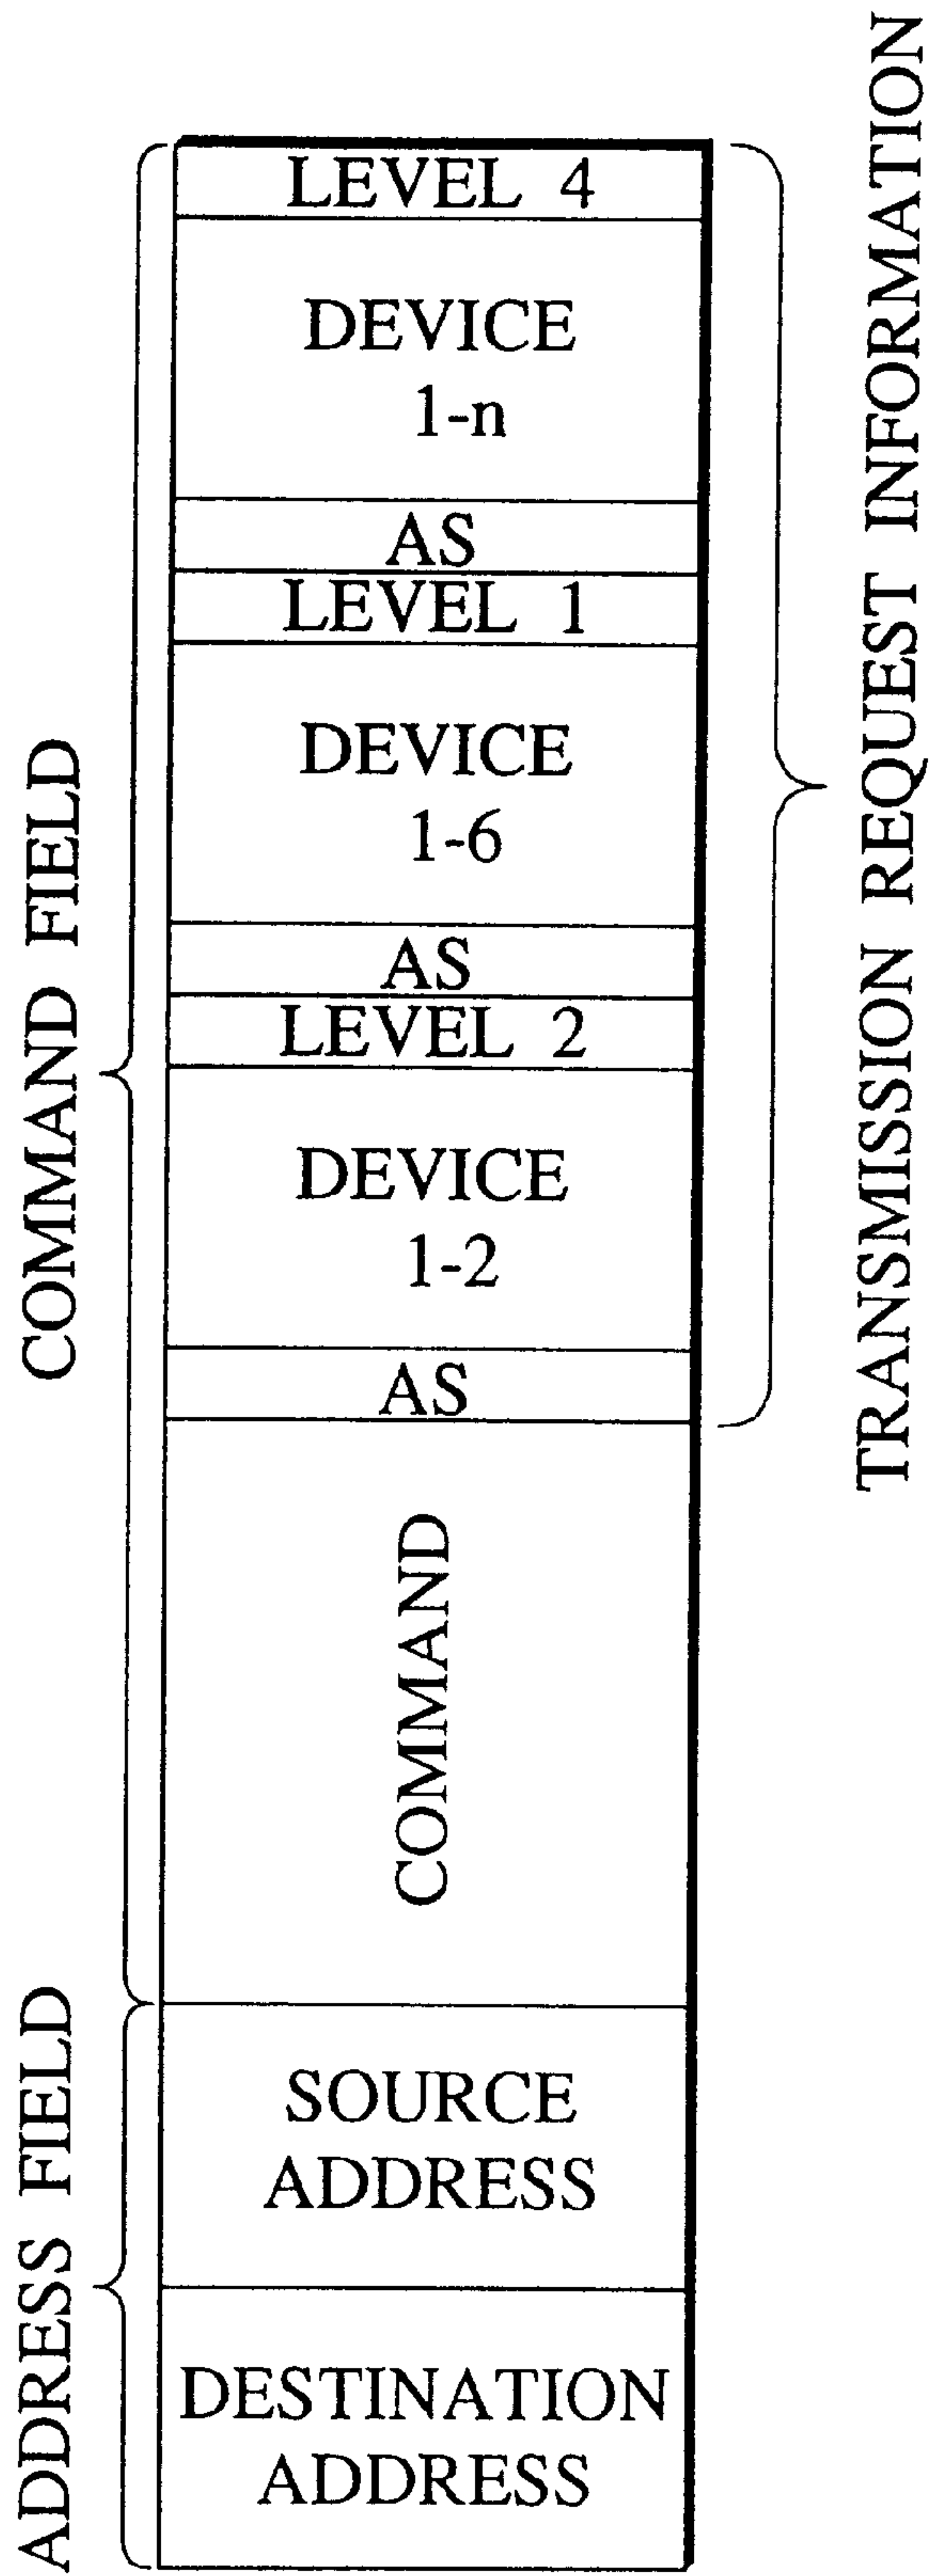 COMMAND FIELD
ADDRESS FIELD
LEVEL 4
DEVICE
1-n
AS
LEVEL 1
DEVICE
1-6
AS
LEVEL 2
DEVICE
1-2
AS
COMMAND
SOURCE
ADDRESS
DESTINATION
ADDRESS
TRANSMISSION REQUEST INFORMATION